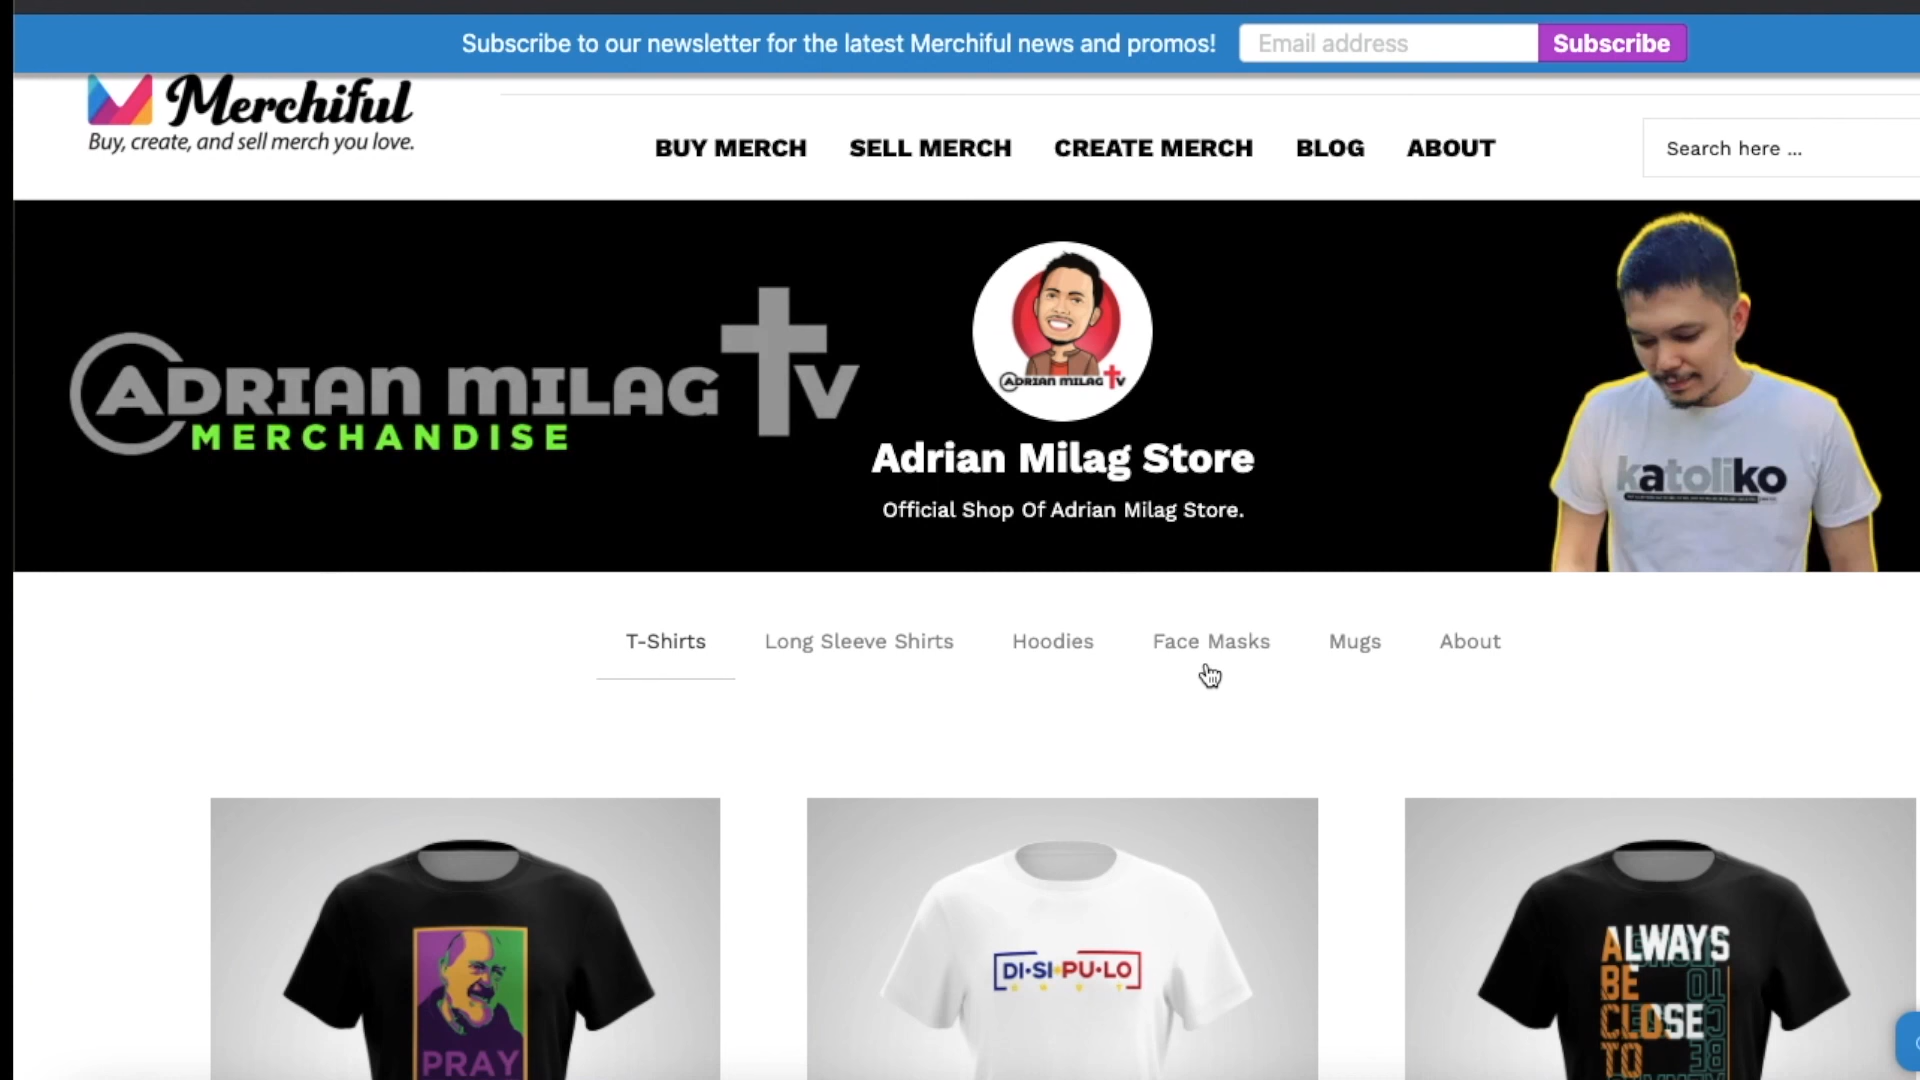 Subscribe to our newsletter for the latest Merchiful news and promos! Email address Subscribe
Merchiful
Buy, create, and sell merch you love.
BUY MERCH SELL MERCH CREATE MERCH BLOG ABOUT
Search here ...
ADRIAN MILAG TV
MERCHANDISE
ADRIAN MILAG TV
Adrian Milag Store
Official Shop Of Adrian Milag Store.
katoliko
T-Shirts Long Sleeve Shirts Hoodies Face Masks Mugs About
PRAY
DI•SI•PU•LO
ALWAYS
BE
CLOSE
TO